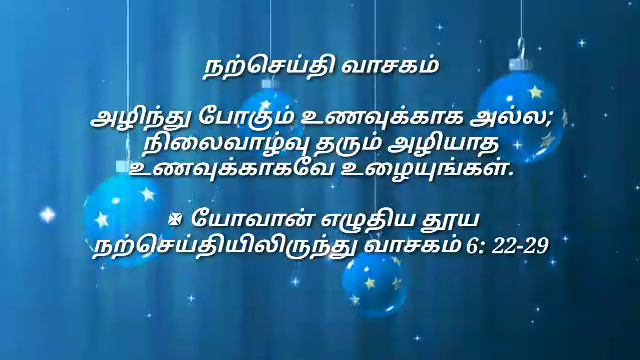 நற்செய்தி வாசகம்
அழிந்து போகும் உணவுக்காக அல்ல;
நிலைவாழ்வு தரும் அழியாத
உணவுக்காகவே உழையுங்கள்.
✠ யோவான் எழுதிய தூய
நற்செய்தியிலிருந்து வாசகம் 6: 22-29